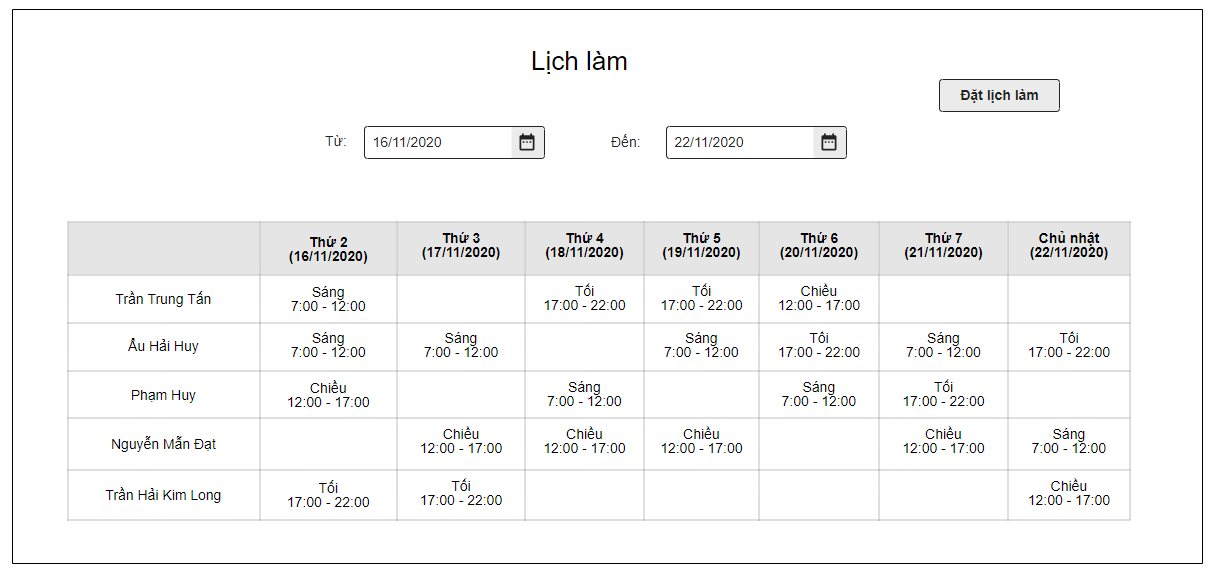 Lịch làm
Đặt lịch làm
Từ: 16/11/2020 Đến: 22/11/2020
Thứ 2 Thứ 3 Thứ 4 Thứ 5 Thứ 6 Thứ 7 Chủ nhật
(16/11/2020) (17/11/2020) (18/11/2020) (19/11/2020) (20/11/2020) (21/11/2020) (22/11/2020)
Trần Trung Tấn
Sáng Tối Tối Chiều
7:00 - 12:00 17:00 - 22:00 17:00 - 22:00 12:00 - 17:00
Ẩu Hải Huy
Sáng Sáng Sáng Tối Sáng Tối
7:00 - 12:00 7:00 - 12:00 7:00 - 12:00 17:00 - 22:00 7:00 - 12:00 17:00 - 22:00
Phạm Huy
Chiều Sáng Sáng Tối
12:00 - 17:00 7:00 - 12:00 7:00 - 12:00 17:00 - 22:00
Nguyễn Mẫn Đạt
Chiều Chiều Chiều Chiều Sáng
12:00 - 17:00 12:00 - 17:00 12:00 - 17:00 12:00 - 17:00 7:00 - 12:00
Trần Hải Kim Long
Tối Tối Chiều
17:00 - 22:00 17:00 - 22:00 12:00 - 17:00